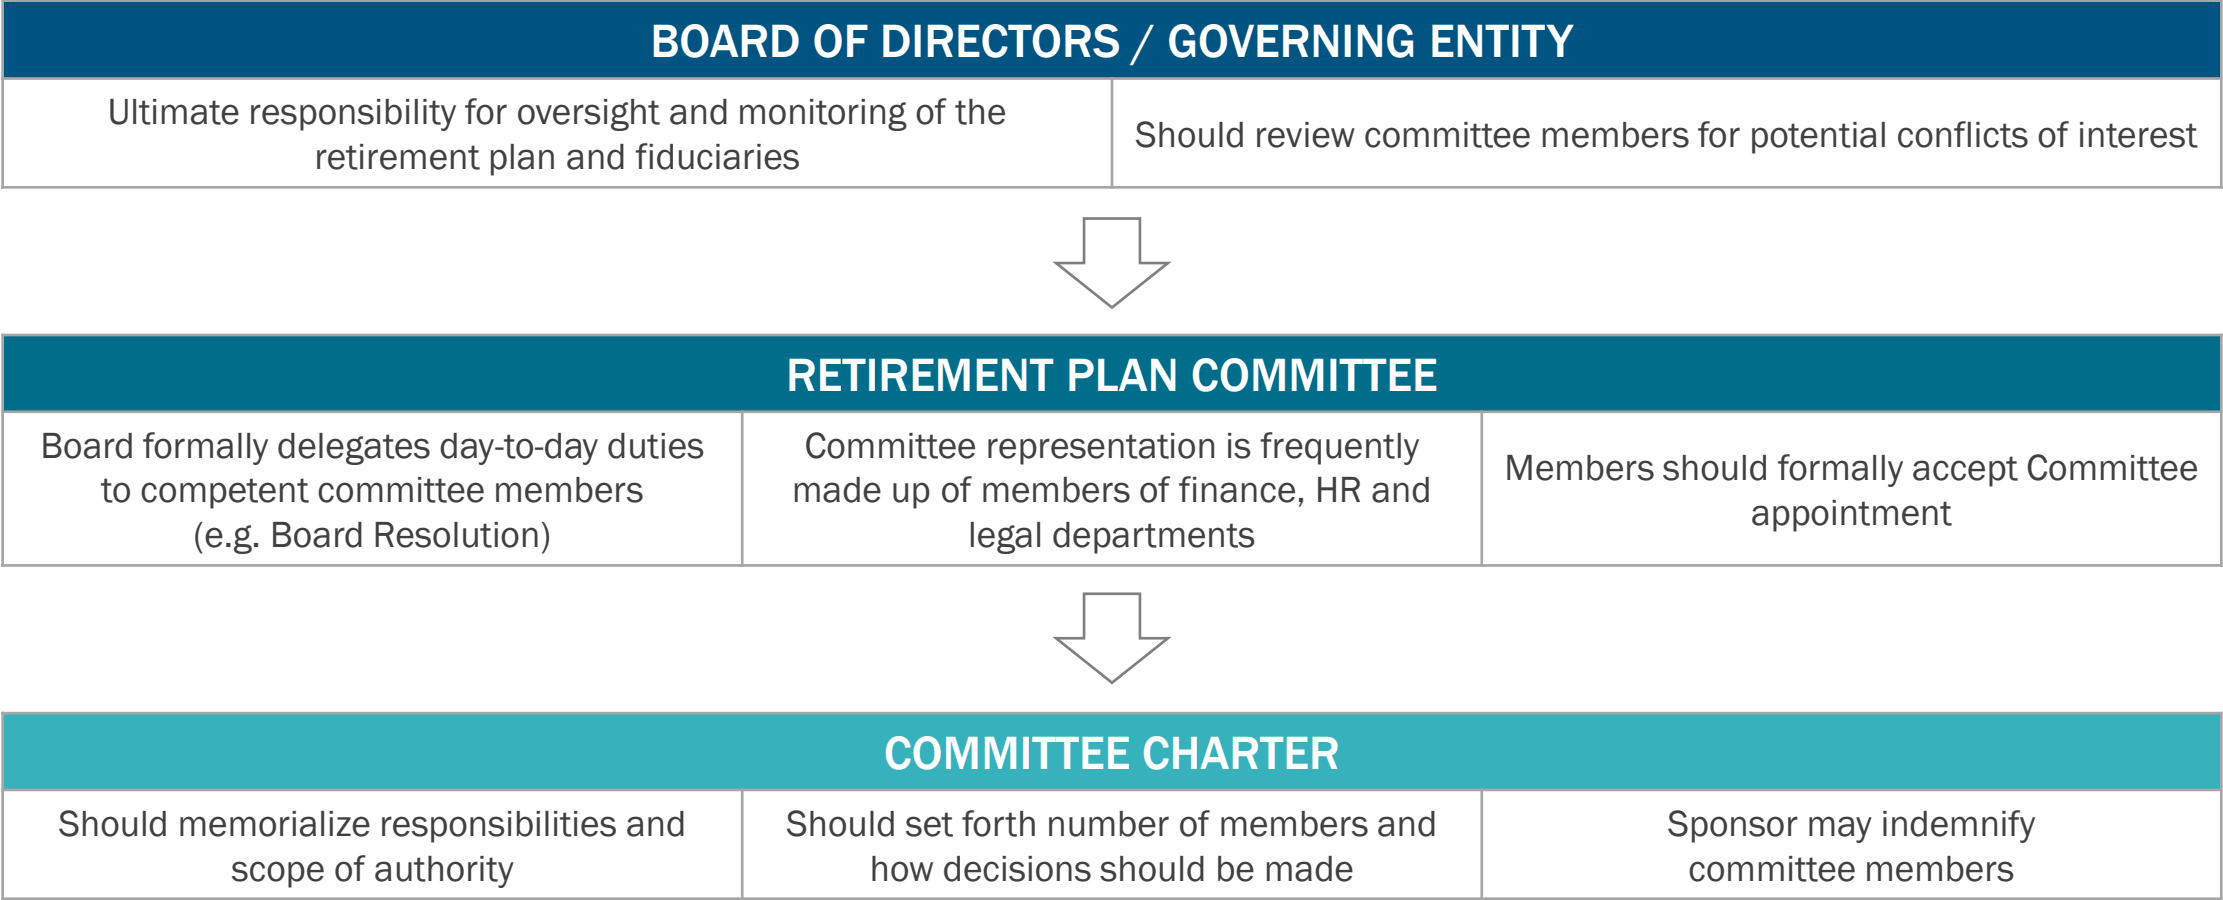 BOARD OF DIRECTORS / GOVERNING ENTITY
Ultimate responsibility for oversight and monitoring of the
retirement plan and fiduciaries
Should review committee members for potential conflicts of interest
RETIREMENT PLAN COMMITTEE
Board formally delegates day-to-day duties
to competent committee members
(e.g. Board Resolution)
Committee representation is frequently
made up of members of finance, HR and
legal departments
Members should formally accept Committee
appointment
COMMITTEE CHARTER
Should memorialize responsibilities and
scope of authority
Should set forth number of members and
how decisions should be made
Sponsor may indemnify
committee members